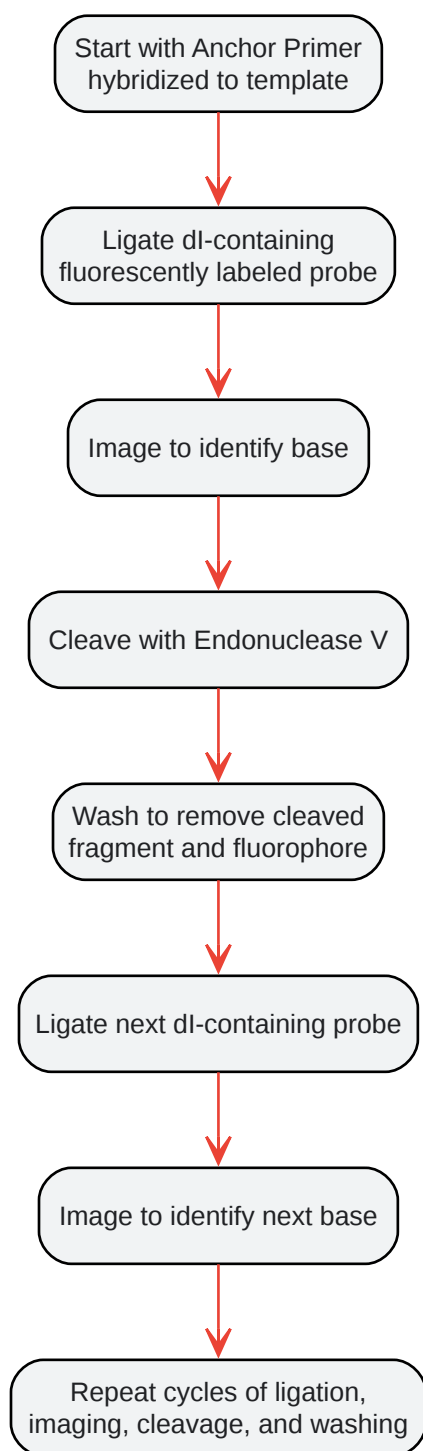 Start with Anchor Primer
hybridized to template
Ligate dI-containing
fluorescently labeled probe
Image to identify base
Cleave with Endonuclease V
Wash to remove cleaved
fragment and fluorophore
Ligate next dI-containing probe
Image to identify next base
Repeat cycles of ligation,
imaging, cleavage, and washing